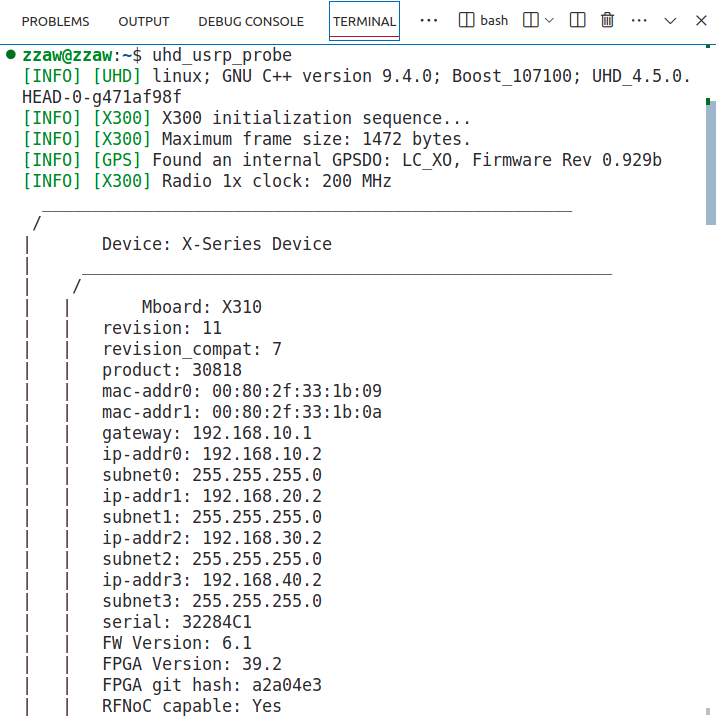 PROBLEMS OUTPUT DEBUG CONSOLE TERMINAL ··· bash ···
zzaw@zzaw:~$ uhd_usrp_probe
[INFO] [UHD] linux; GNU C++ version 9.4.0; Boost_107100; UHD_4.5.0.
HEAD-0-g471af98f
[INFO] [X300] X300 initialization sequence...
[INFO] [X300] Maximum frame size: 1472 bytes.
[INFO] [GPS] Found an internal GPSDO: LC_XO, Firmware Rev 0.929b
[INFO] [X300] Radio 1x clock: 200 MHz
_____________________________________________________
/
| Device: X-Series Device
| _____________________________________________________
| /
| | Mboard: X310
| | revision: 11
| | revision_compat: 7
| | product: 30818
| | mac-addr0: 00:80:2f:33:1b:09
| | mac-addr1: 00:80:2f:33:1b:0a
| | gateway: 192.168.10.1
| | ip-addr0: 192.168.10.2
| | subnet0: 255.255.255.0
| | ip-addr1: 192.168.20.2
| | subnet1: 255.255.255.0
| | ip-addr2: 192.168.30.2
| | subnet2: 255.255.255.0
| | ip-addr3: 192.168.40.2
| | subnet3: 255.255.255.0
| | serial: 32284C1
| | FW Version: 6.1
| | FPGA Version: 39.2
| | FPGA git hash: a2a04e3
| | RFNoC capable: Yes